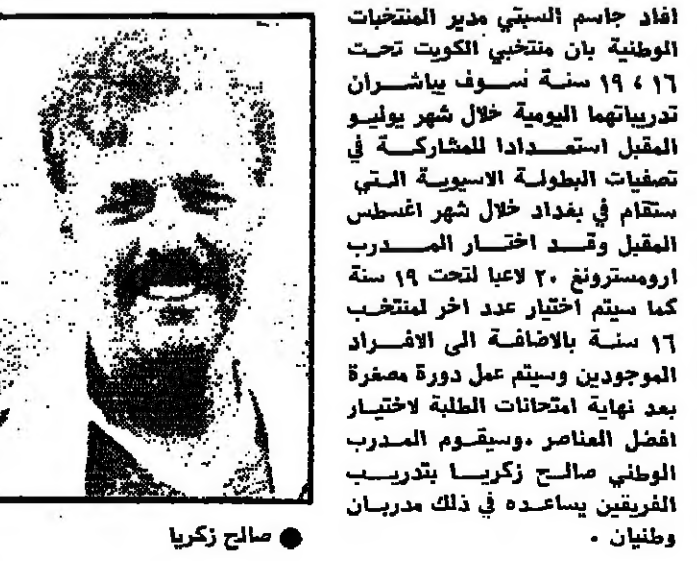 افاد جاسم السبتي مدير المنتخبات
الوطنية بان منتخبي الكويت تحت
١٦ ، ١٩ سنة سوف يباشران
تدريباتهما اليومية خلال شهر يوليو
المقبل استعدادا للمشاركة في
تصفيات البطولة الاسيوية التي
ستقام في بغداد خلال شهر اغسطس
المقبل وقد اختار المدرب
ارومسترونغ ٢٠ لاعبا لتحت ١٩ سنة
كما سيتم اختيار عدد اخر لمنتخب
١٦ سنة بالاضافة الى الافراد
الموجودين وسيتم عمل دورة مصغرة
بعد نهاية امتحانات الطلبة لاختيار
افضل العناصر .وسيقوم المدرب
الوطني صالح زكريا بتدريب
الفريقين يساعده في ذلك مدربان
وطنيان .
● صالح زكريا